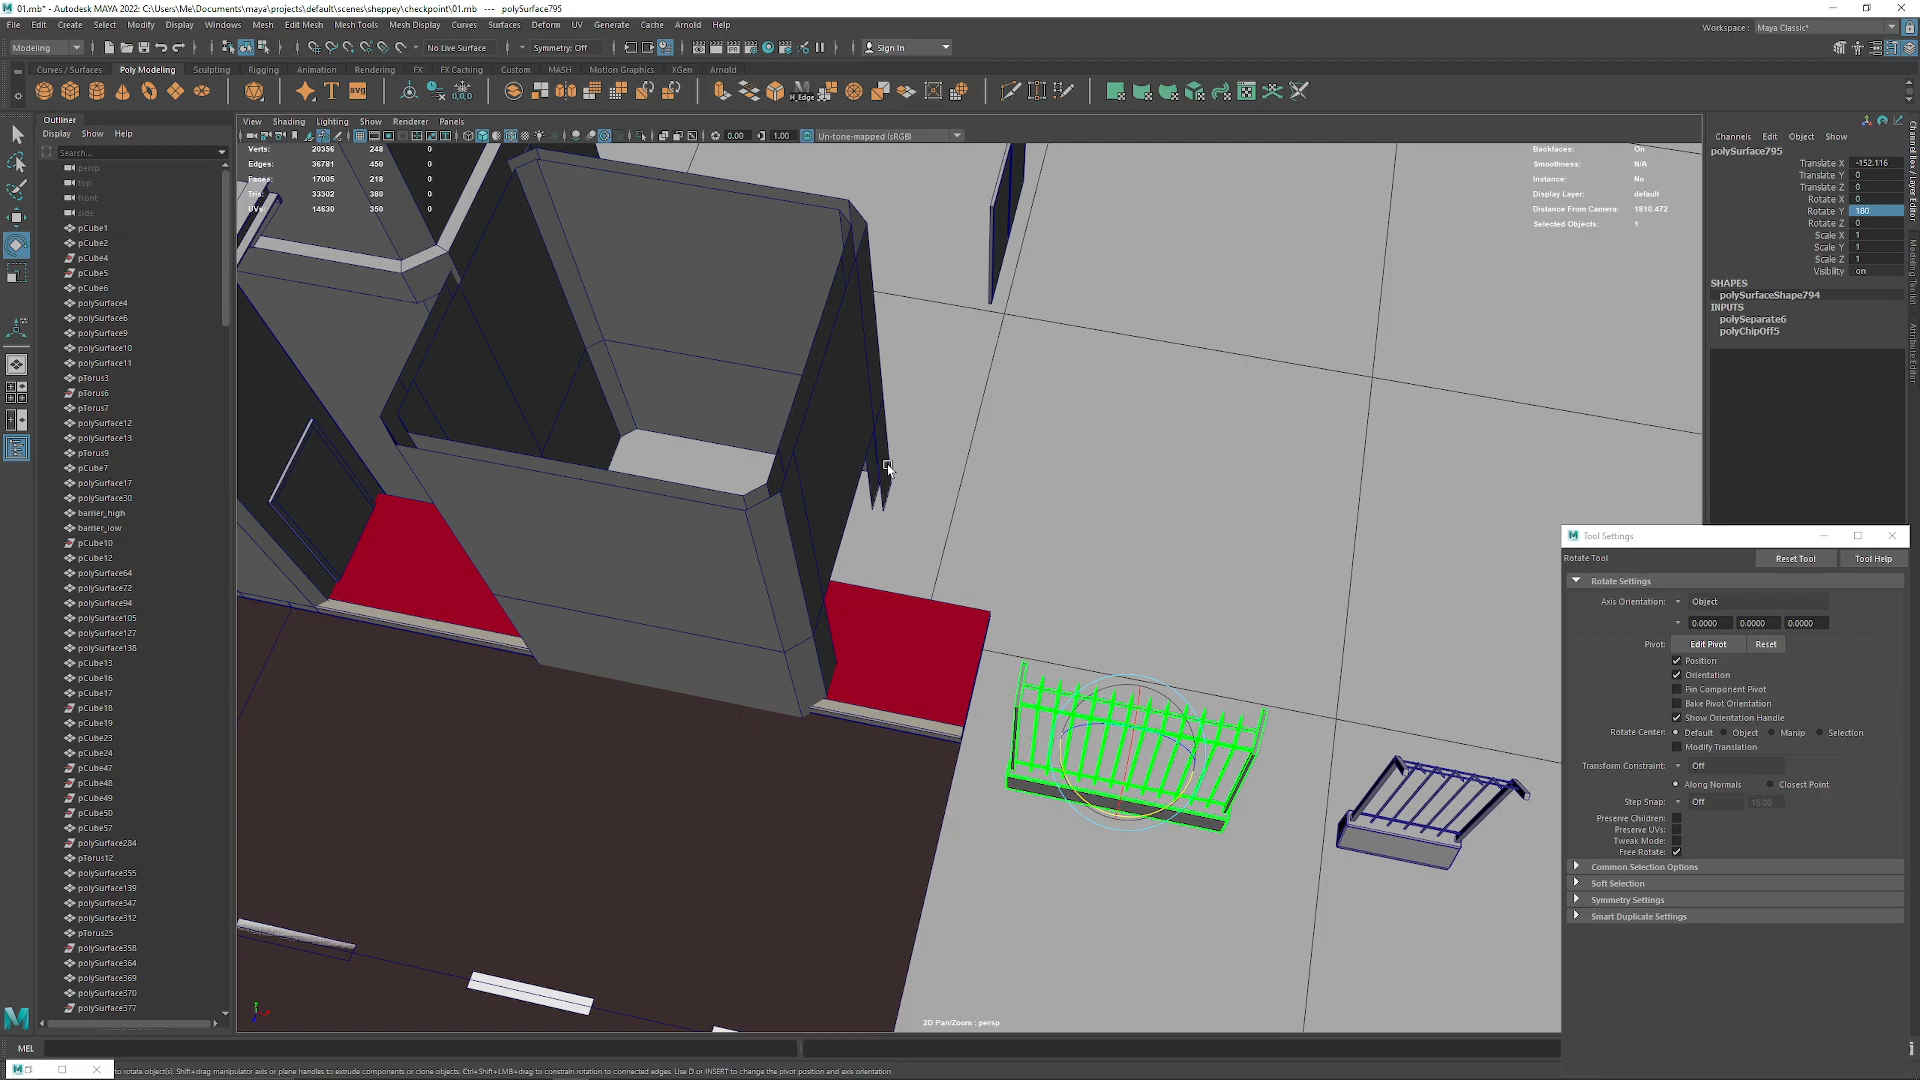 01.mb* - Autodesk MAYA 2022: C:\Users\Me\Documents\maya\projects\default\scenes\sheppey\checkpoint\01.mb --- polySurface795
File Edit Create Select Modify Display Windows Mesh Edit Mesh Mesh Tools Mesh Display Curves Surfaces Deform UV Generate Cache Arnold Help
Workspace: Maya Classic*
Modeling No Live Surface Symmetry: Off Sign In
Curves / Surfaces Poly Modeling Sculpting Rigging Animation Rendering FX FX Caching Custom MASH Motion Graphics XGen Arnold
SVG 0,0,0 H_Edge
Outliner
Display Show Help
Search...
persp
top
front
side
pCube1
pCube2
pCube4
pCube5
pCube6
polySurface4
polySurface6
polySurface9
polySurface10
polySurface11
pTorus3
pTorus6
pTorus7
polySurface12
polySurface13
pTorus9
pCube7
polySurface17
polySurface30
barrier_high
barrier_low
pCube10
pCube12
polySurface64
polySurface72
polySurface94
polySurface105
polySurface127
polySurface138
pCube13
pCube16
pCube17
pCube18
pCube19
pCube23
pCube24
pCube47
pCube48
pCube49
pCube50
pCube57
polySurface284
pTorus12
polySurface355
polySurface139
polySurface347
polySurface312
pTorus25
polySurface358
polySurface364
polySurface369
polySurface370
polySurface377
View Shading Lighting Show Renderer Panels
0.00 1.00 Un-tone-mapped (sRGB)
Verts: 20356 248 0
Edges: 36781 450 0
Faces: 17005 218 0
Tris: 33302 380 0
UVs: 14630 350 0
Backfaces: On
Smoothness: N/A
Instance: No
Display Layer: default
Distance From Camera: 1810.472
Selected Objects: 1
2D Pan/Zoom : persp
Channels Edit Object Show
polySurface795
Translate X -152.116
Translate Y 0
Translate Z 0
Rotate X 0
Rotate Y 180
Rotate Z 0
Scale X 1
Scale Y 1
Scale Z 1
Visibility on
SHAPES
polySurfaceShape794
INPUTS
polySeparate6
polyChipOff5
Channel Box / Layer Editor
Modeling Toolkit
Attribute Editor
Tool Settings
Rotate Tool Reset Tool Tool Help
Rotate Settings
Axis Orientation: Object
0.0000 0.0000 0.0000
Pivot: Edit Pivot Reset
Position
Orientation
Pin Component Pivot
Bake Pivot Orientation
Show Orientation Handle
Rotate Center: Default Object Manip Selection
Modify Translation
Transform Constraint: Off
Along Normals Closest Point
Step Snap: Off 15.00
Preserve Children:
Preserve UVs:
Tweak Mode:
Free Rotate:
Common Selection Options
Soft Selection
Symmetry Settings
Smart Duplicate Settings
MEL
to rotate object(s). Shift+drag manipulator axis or plane handles to extrude components or clone objects. Ctrl+Shift+LMB+drag to constrain rotation to connected edges. Use D or INSERT to change the pivot position and axis orientation.